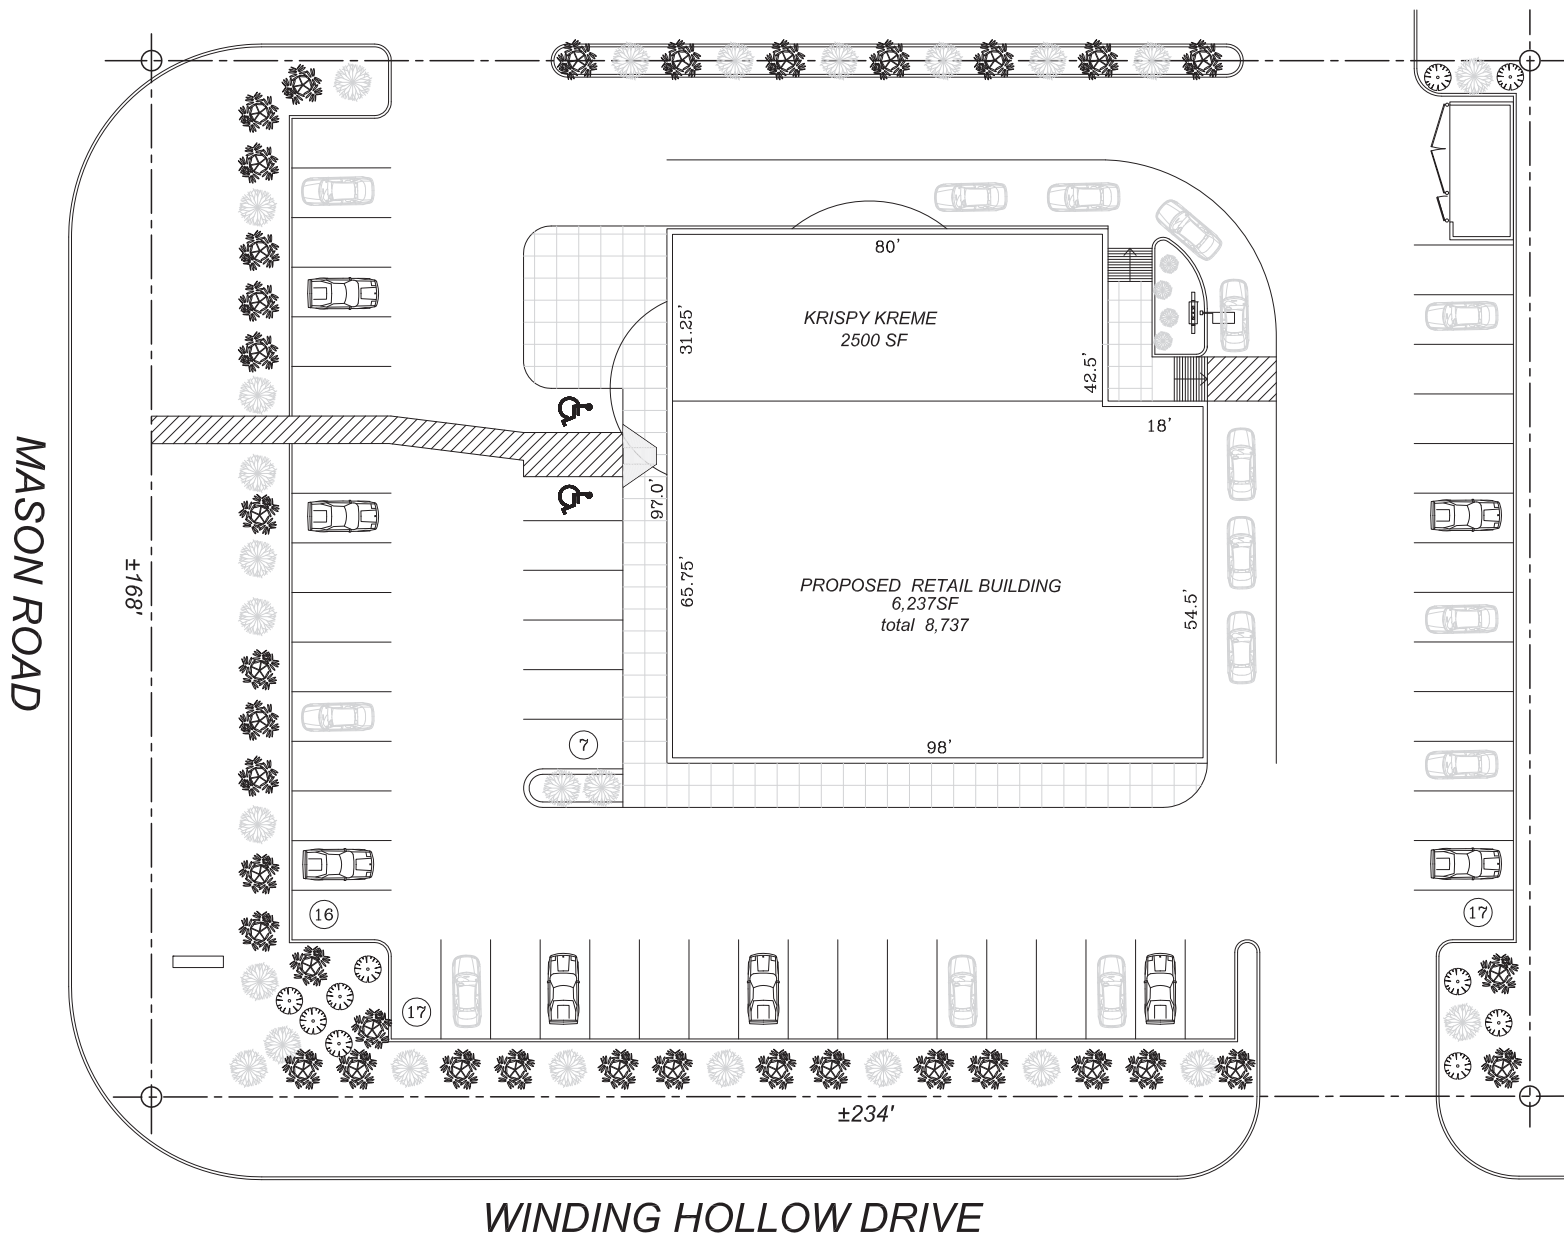 80'
31.25'
KRISPY KREME
2500 SF
42.5'
18'
MASON ROAD
±168'
97.0'
65.75'
PROPOSED RETAIL BUILDING
6,237SF
total 8,737
54.5'
7
98'
16
17
17
±234'
WINDING HOLLOW DRIVE